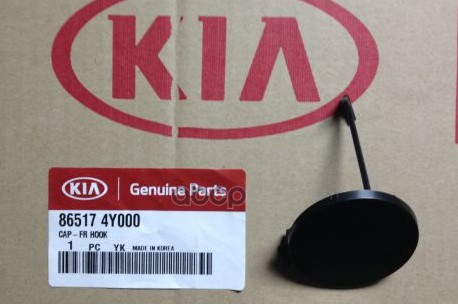 KIA
KIA Genuine Parts
86517 4Y000
CAP-FR HOOK
1 PC YK MADE IN KOREA